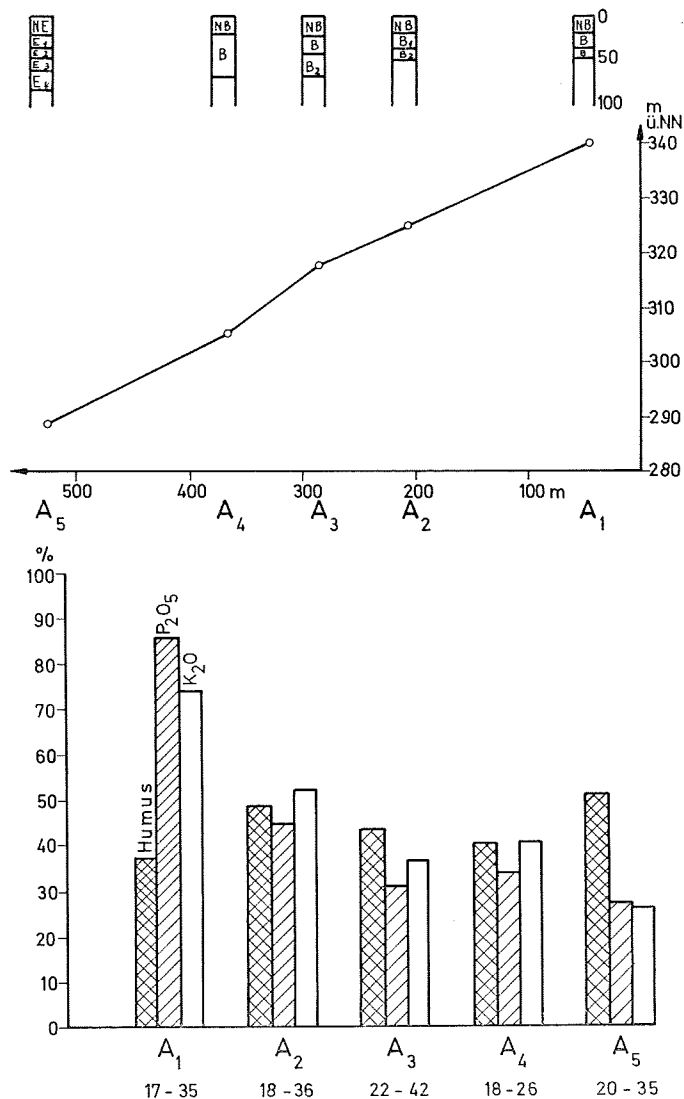 NE NB NB NB NB 0
E1 B B B1 B
E2 B2 B
E3 B2 50
E4
100
m
ü.NN
340
330
320
310
300
290
280
500 400 300 200 100 m
A5 A4 A3 A2 A1
%
100
90
80
70
60
50
40
30
20
10
0
Humus
P2O5
K2O
A1 A2 A3 A4 A5
17 - 35 18 - 36 22 - 42 18 - 26 20 - 35